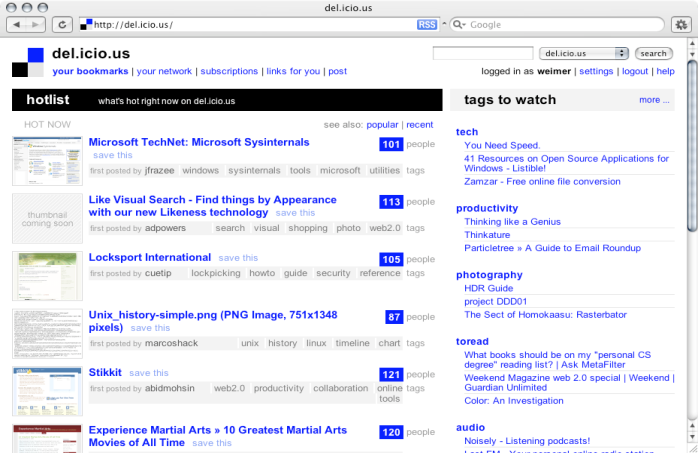 del.icio.us
http://del.icio.us/
RSS
Google
del.icio.us
your bookmarks | your network | subscriptions | links for you | post
del.icio.us
search
logged in as weimer | settings | logout | help
hotlist what's hot right now on del.icio.us
HOT NOW
see also: popular | recent
Microsoft TechNet: Microsoft Sysinternals
save this
101 people
first posted by jfrazee windows sysinternals tools microsoft utilities tags
thumbnail
coming soon
Like Visual Search - Find things by Appearance
with our new Likeness technology save this
113 people
first posted by adpowers search visual shopping photo web2.0 tags
Locksport International save this
105 people
first posted by cuetip lockpicking howto guide security reference tags
Unix_history-simple.png (PNG Image, 751x1348
pixels) save this
87 people
first posted by marcoshack unix history linux timeline chart tags
Stikkit save this
121 people
first posted by abidmohsin web2.0 productivity collaboration online tags
tools
Experience Martial Arts » 10 Greatest Martial Arts
Movies of All Time save this
120 people
tags to watch
more ...
tech
You Need Speed.
41 Resources on Open Source Applications for
Windows - Listible!
Zamzar - Free online file conversion
productivity
Thinking like a Genius
Thinkature
Particletree » A Guide to Email Roundup
photography
HDR Guide
project DDD01
The Sect of Homokaasu: Rasterbator
toread
What books should be on my "personal CS
degree" reading list? | Ask MetaFilter
Weekend Magazine web 2.0 special | Weekend |
Guardian Unlimited
Color: An Investigation
audio
Noisely - Listening podcasts!
Last.FM - Your personal online radio station